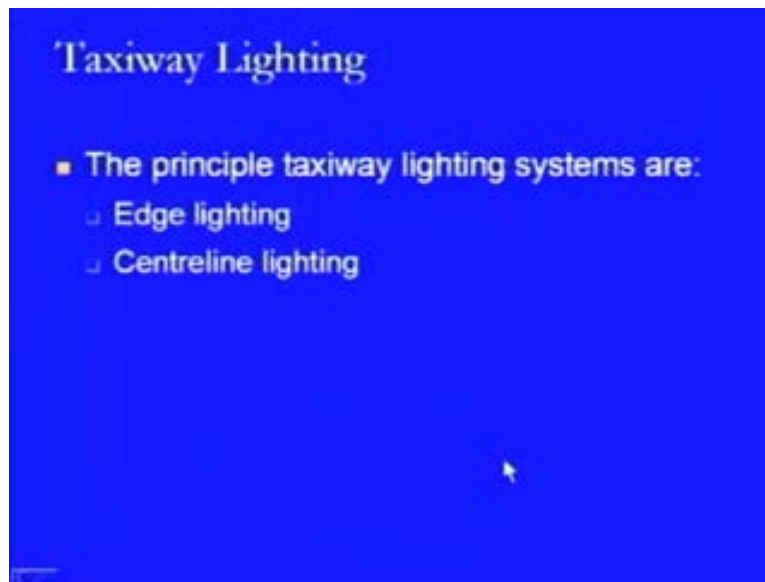 Taxiway Lighting
The principle taxiway lighting systems are:
Edge lighting
Centreline lighting